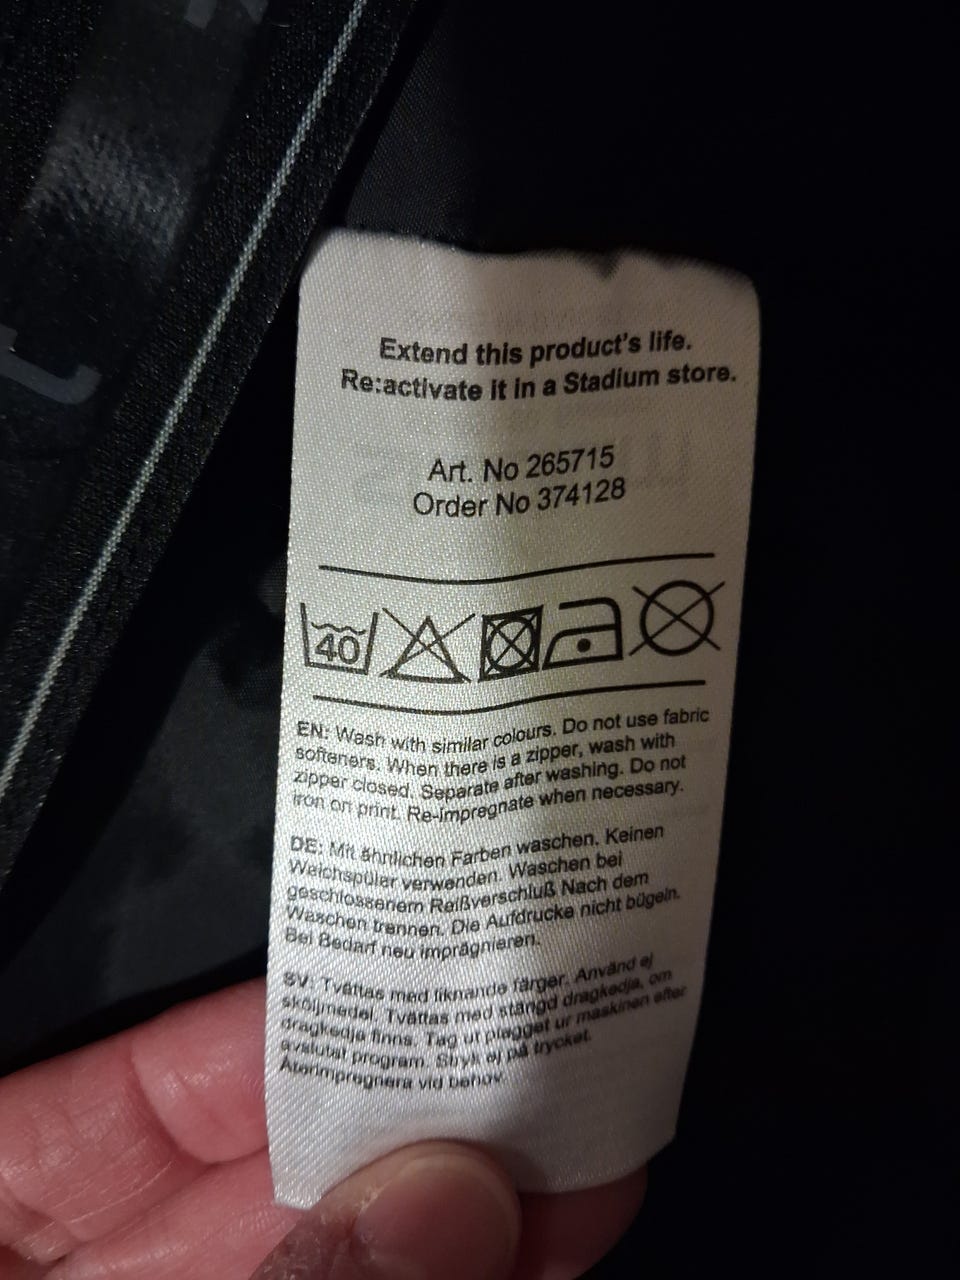 Extend this product's life.
Re:activate it in a Stadium store.
Art. No 265715
Order No 374128
40
EN: Wash with similar colours. Do not use fabric
softeners. When there is a zipper, wash with
zipper closed. Separate after washing. Do not
iron on print. Re-impregnate when necessary.
DE: Mit ähnlichen Farben waschen. Keinen
Weichspüler verwenden. Waschen bei
geschlossenem Reißverschluß Nach dem
Waschen trennen. Die Aufdrucke nicht bügeln.
Bei Bedarf neu imprägnieren.
SV: Tvättas med liknande färger. Använd ej
sköljmedel. Tvättas med stängd dragkedja, om
dragkedja finns. Tag ut plagget ur maskinen efter
avslutat program. Stryk ej på trycket.
Återimpregnera vid behov.